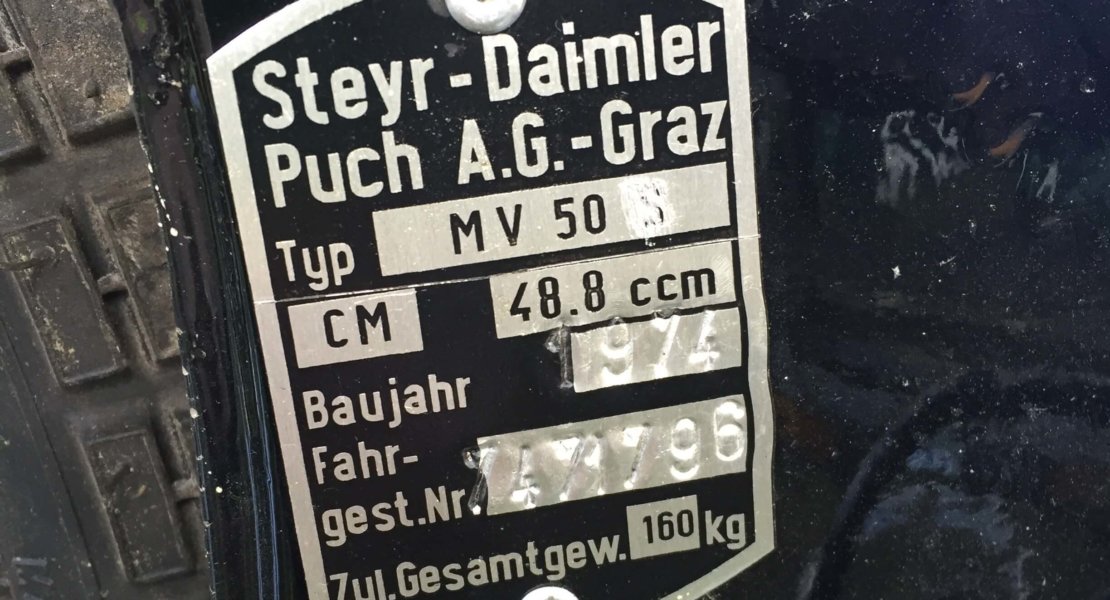 Steyr-Daimler
Puch A.G.-Graz
Typ MV 50 S
CM 48.8 ccm
Baujahr 1974
Fahr-
gest.Nr. 7471796
Zul.Gesamtgew. 160 kg